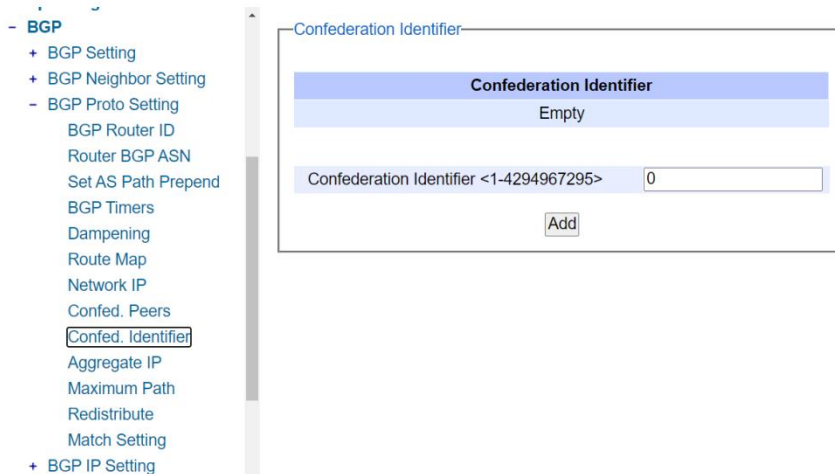 - BGP
+ BGP Setting
+ BGP Neighbor Setting
- BGP Proto Setting
BGP Router ID
Router BGP ASN
Set AS Path Prepend
BGP Timers
Dampening
Route Map
Network IP
Confed. Peers
Confed. Identifier
Aggregate IP
Maximum Path
Redistribute
Match Setting
+ BGP IP Setting
Confederation Identifier
Confederation Identifier
Empty
Confederation Identifier <1-4294967295> 0
Add